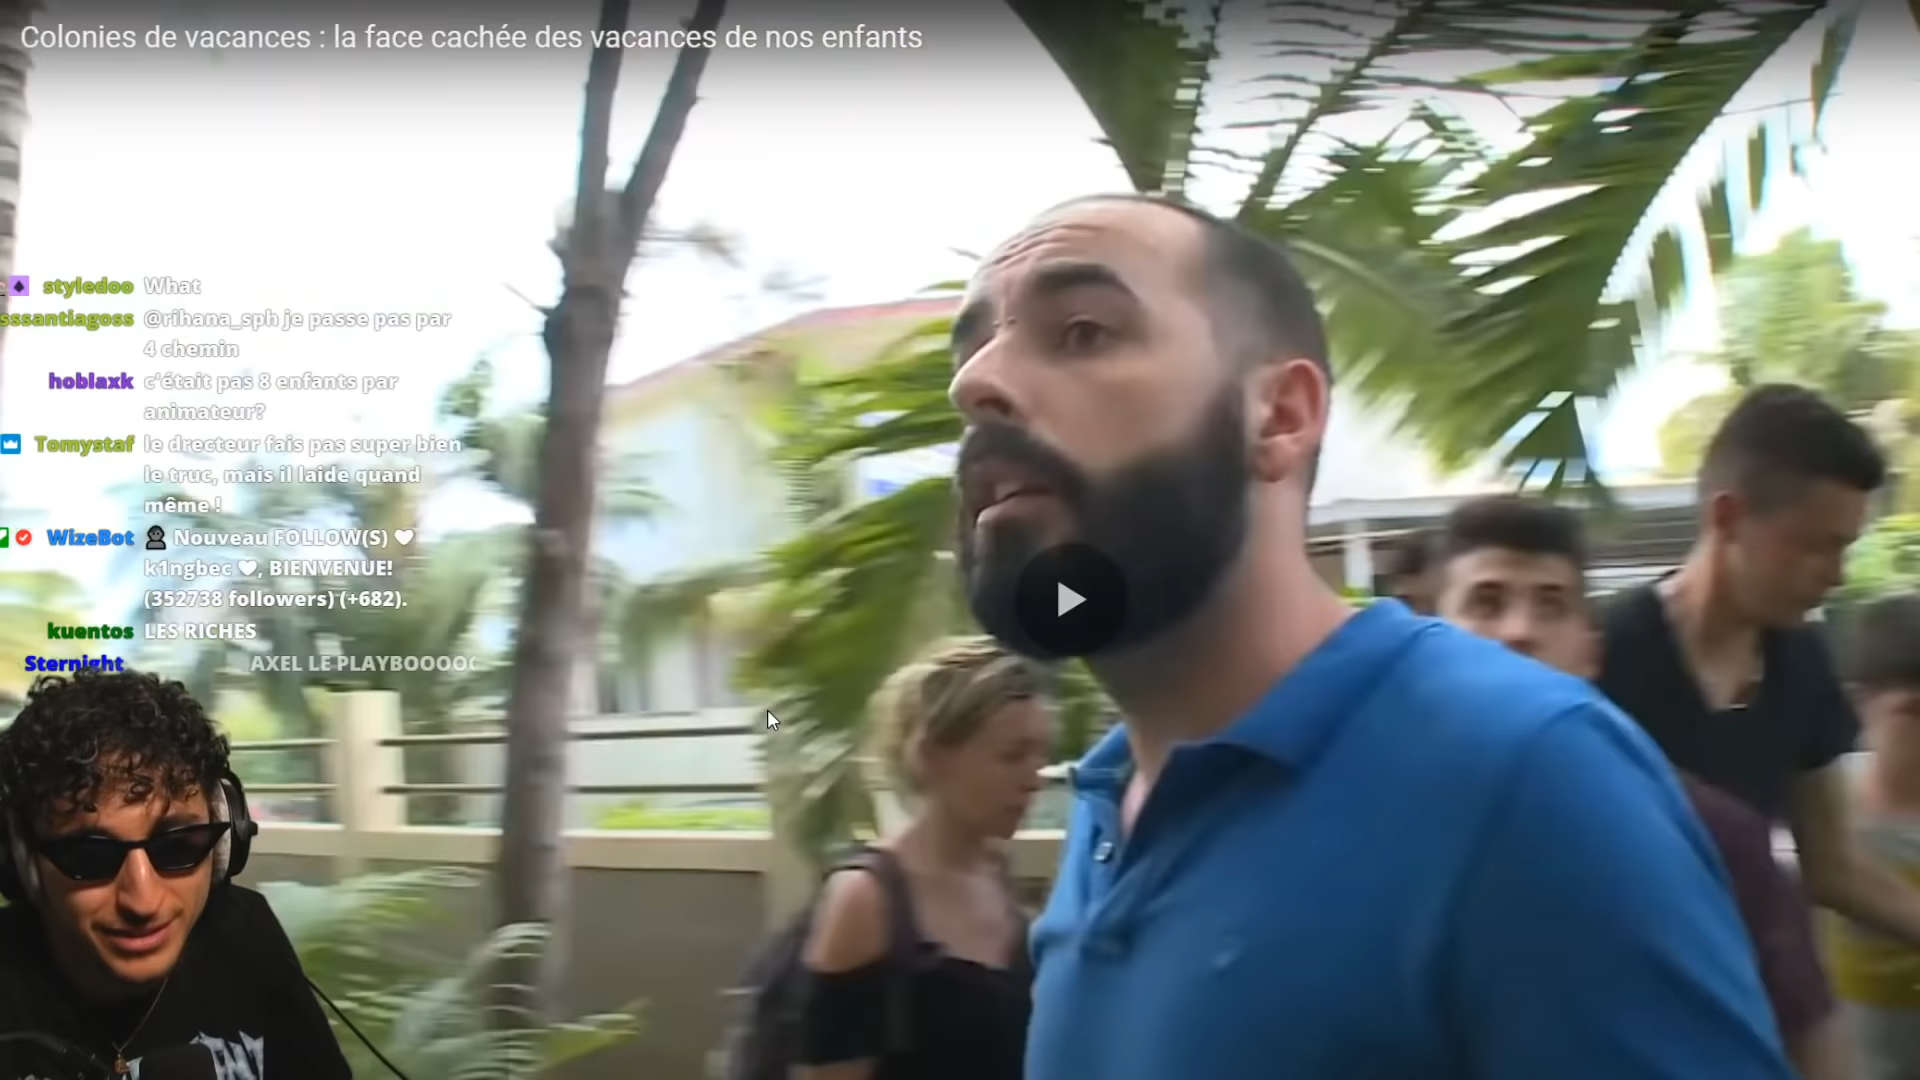 Colonies de vacances : la face cachée des vacances de nos enfants
styledoo What
sssantiagoss @rihana_sph je passe pas par
4 chemin
hoblaxk c'était pas 8 enfants par
animateur?
Tomystaf le drecteur fais pas super bien
le truc, mais il laide quand
même !
WizeBot Nouveau FOLLOW(S)
k1ngbec , BIENVENUE!
(352738 followers) (+682).
kuentos LES RICHES
Sternight AXEL LE PLAYBOOOO